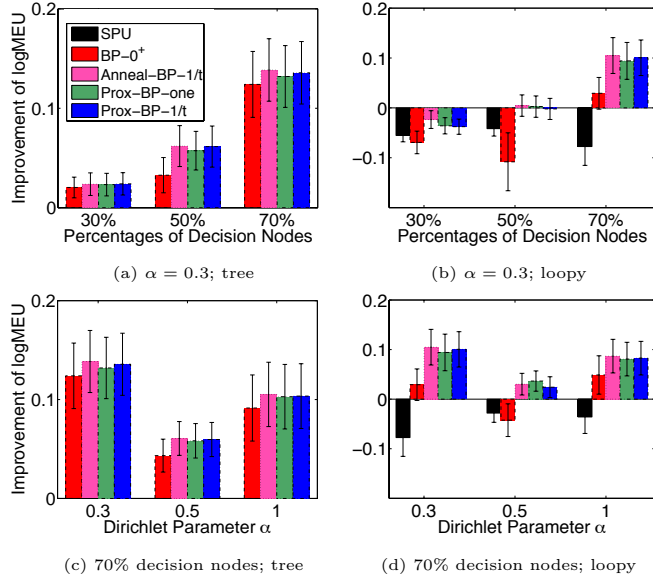 Improvement of logMEU
0.2
0.1
0
SPU
BP-0⁺
Anneal-BP-1/t
Prox-BP-one
Prox-BP-1/t
30%
50%
70%
Percentages of Decision Nodes
(a) α = 0.3; tree
0.2
0.1
0
−0.1
30%
50%
70%
Percentages of Decision Nodes
(b) α = 0.3; loopy
Improvement of logMEU
0.2
0.1
0
0.3
0.5
1
Dirichlet Parameter α
(c) 70% decision nodes; tree
0.2
0.1
0
−0.1
0.3
0.5
1
Dirichlet Parameter α
(d) 70% decision nodes; loopy